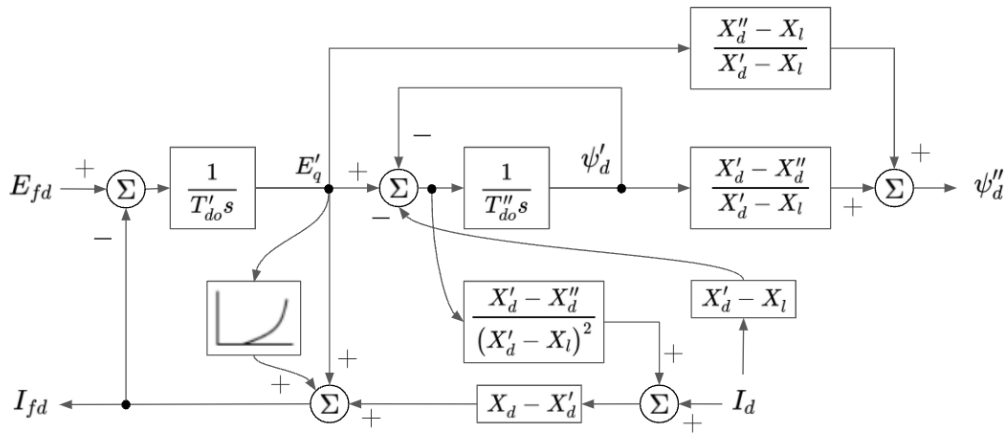 X''_d − X_l
X'_d − X_l
−
+ E_fd Σ 1 T'_do s E'_q + Σ 1 T''_do s ψ'_d X'_d − X''_d X'_d − X_l + + Σ ψ''_d
− −
X'_d − X''_d
(X'_d − X_l)^2
X'_d − X_l
+ + +
I_fd Σ + X_d − X'_d Σ + I_d